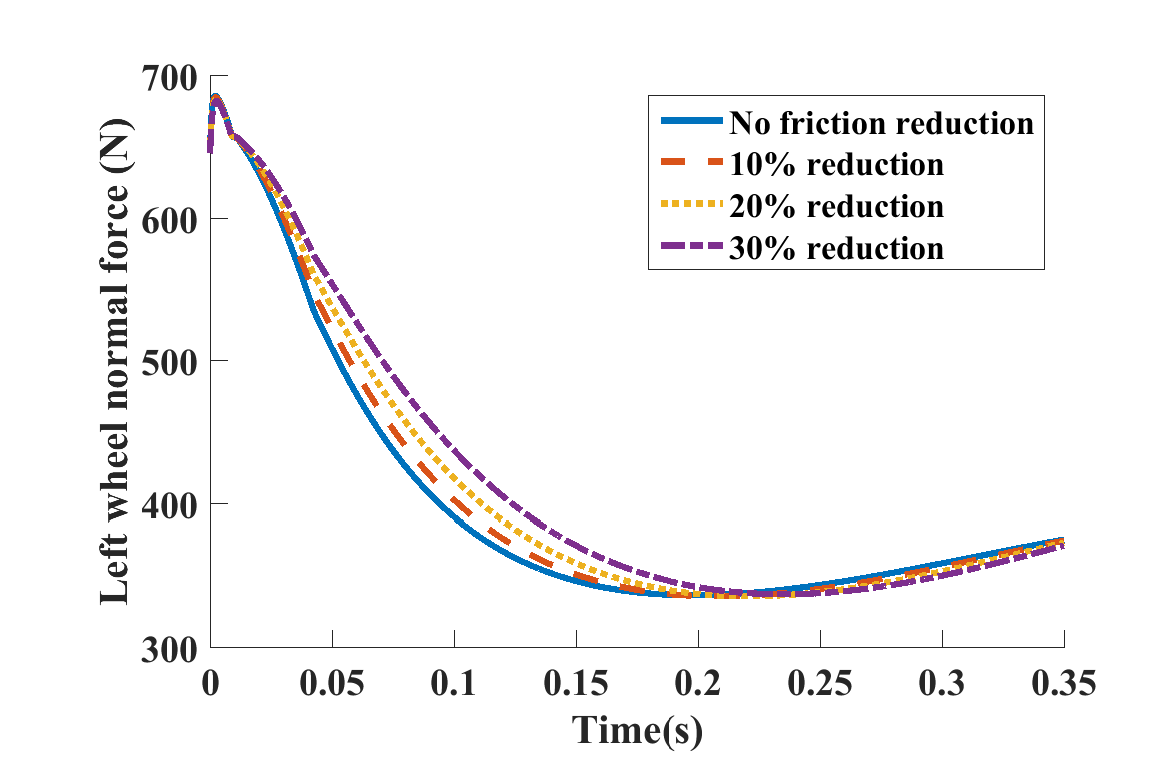 700
600
500
400
300
Left wheel normal force (N)
No friction reduction
10% reduction
20% reduction
30% reduction
0 0.05 0.1 0.15 0.2 0.25 0.3 0.35
Time(s)